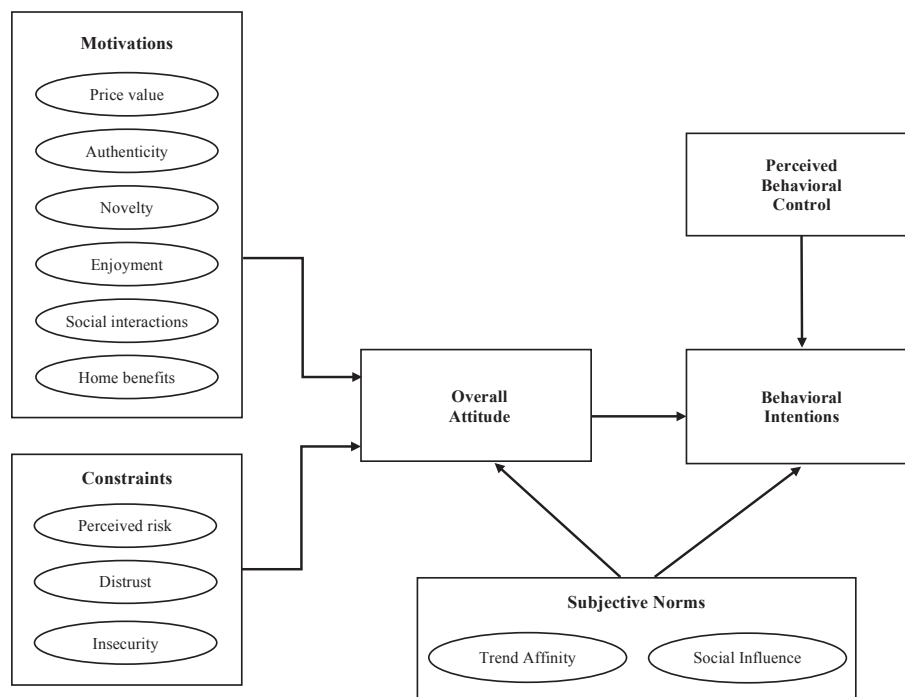 Motivations
Price value
Authenticity
Novelty
Enjoyment
Social interactions
Home benefits
Constraints
Perceived risk
Distrust
Insecurity
Overall
Attitude
Perceived
Behavioral
Control
Behavioral
Intentions
Subjective Norms
Trend Affinity
Social Influence